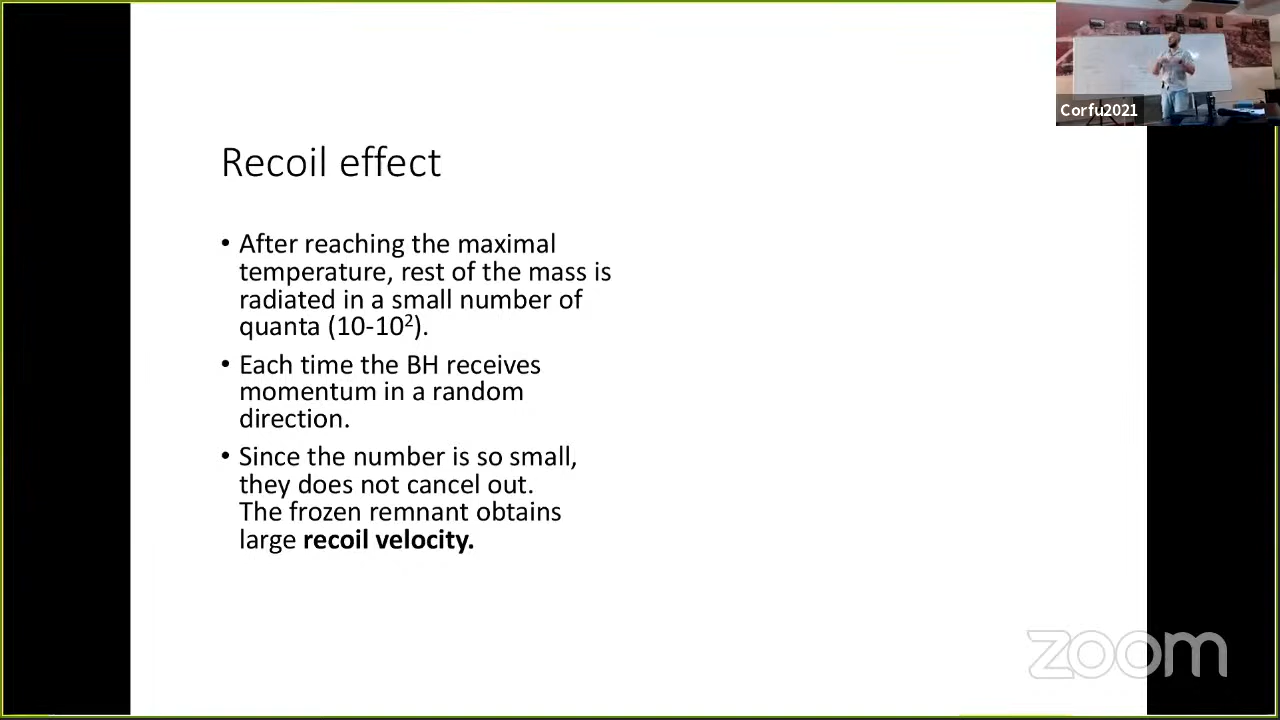 Corfu2021
Recoil effect
• After reaching the maximal
temperature, rest of the mass is
radiated in a small number of
quanta (10-10²).
• Each time the BH receives
momentum in a random
direction.
• Since the number is so small,
they does not cancel out.
The frozen remnant obtains
large recoil velocity.
zoom